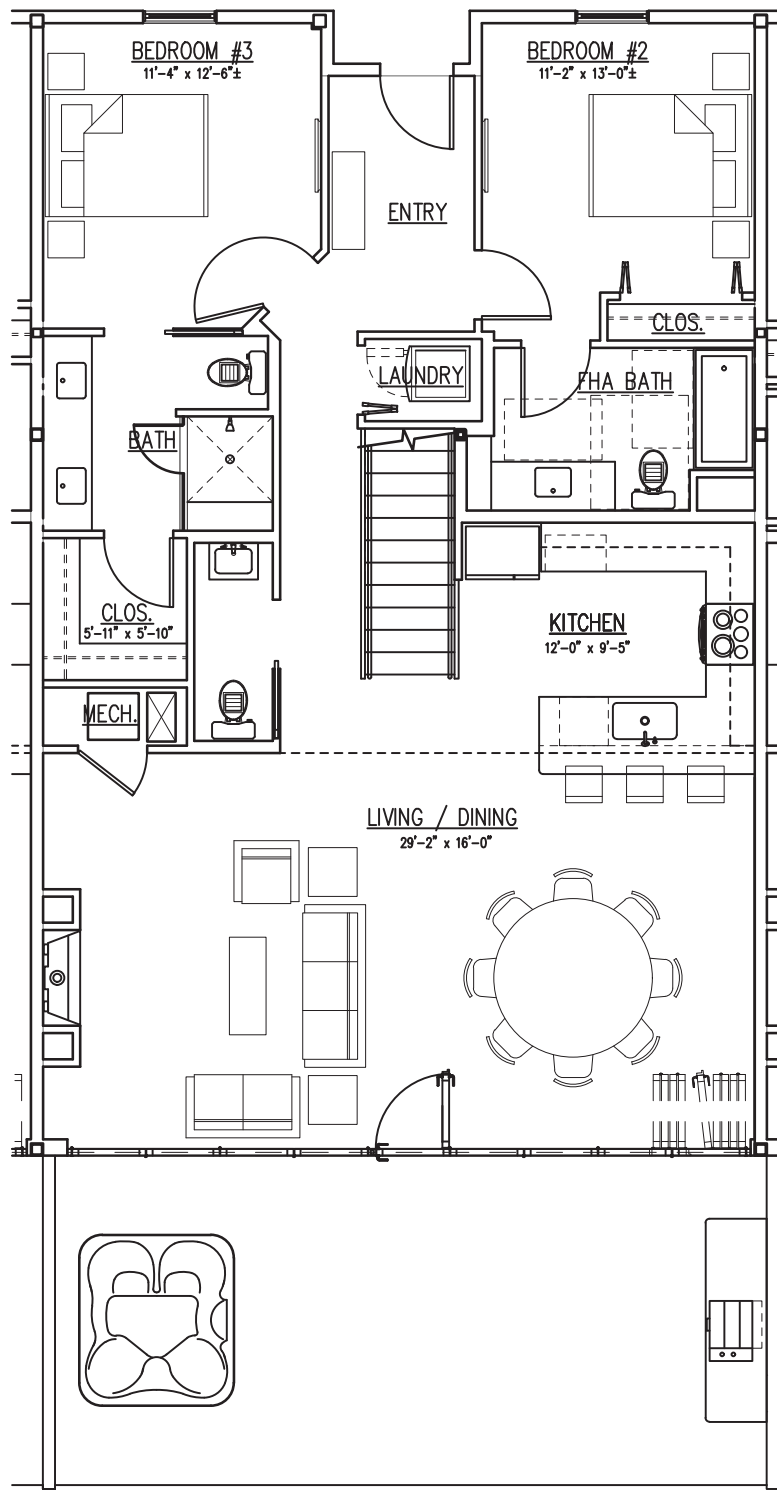 BEDROOM #3
11'-4" x 12'-6"±
BEDROOM #2
11'-2" x 13'-0"±
ENTRY
CLOS.
LAUNDRY
FHA BATH
BATH
CLOS.
5'-11" x 5'-10"
KITCHEN
12'-0" x 9'-5"
MECH.
LIVING / DINING
29'-2" x 16'-0"